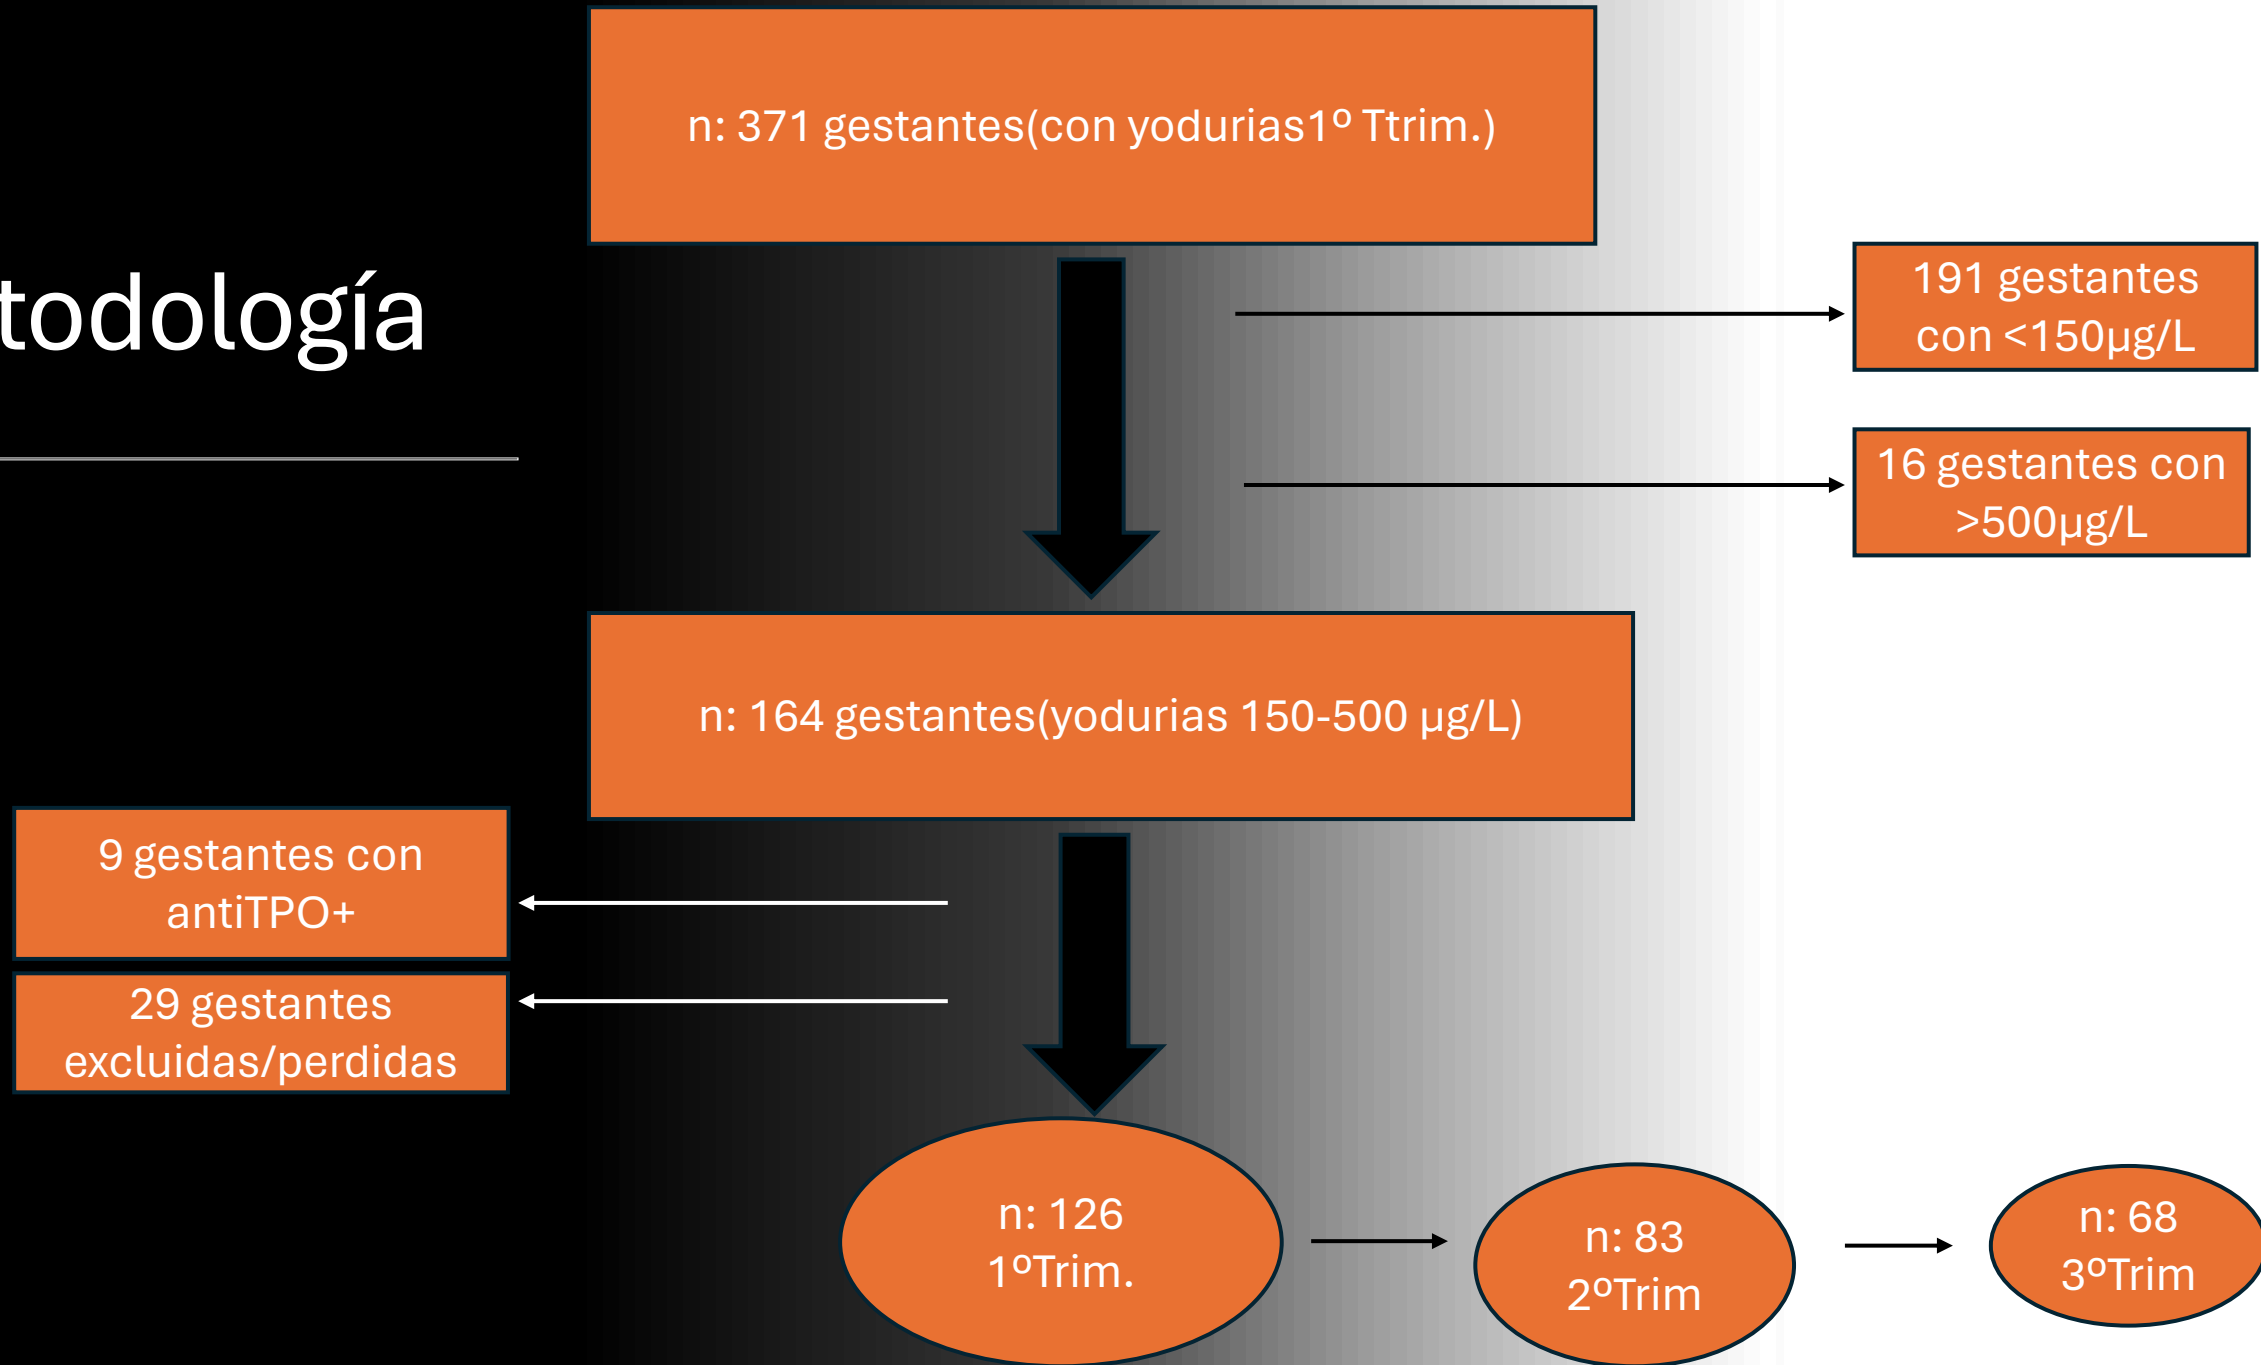 n: 371 gestantes(con yodurias1º Ttrim.)
todología
191 gestantes
con <150µg/L
16 gestantes con
>500µg/L
n: 164 gestantes(yodurias 150-500 µg/L)
9 gestantes con
antiTPO+
29 gestantes
excluidas/perdidas
n: 126
1ºTrim.
n: 83
2ºTrim
n: 68
3ºTrim